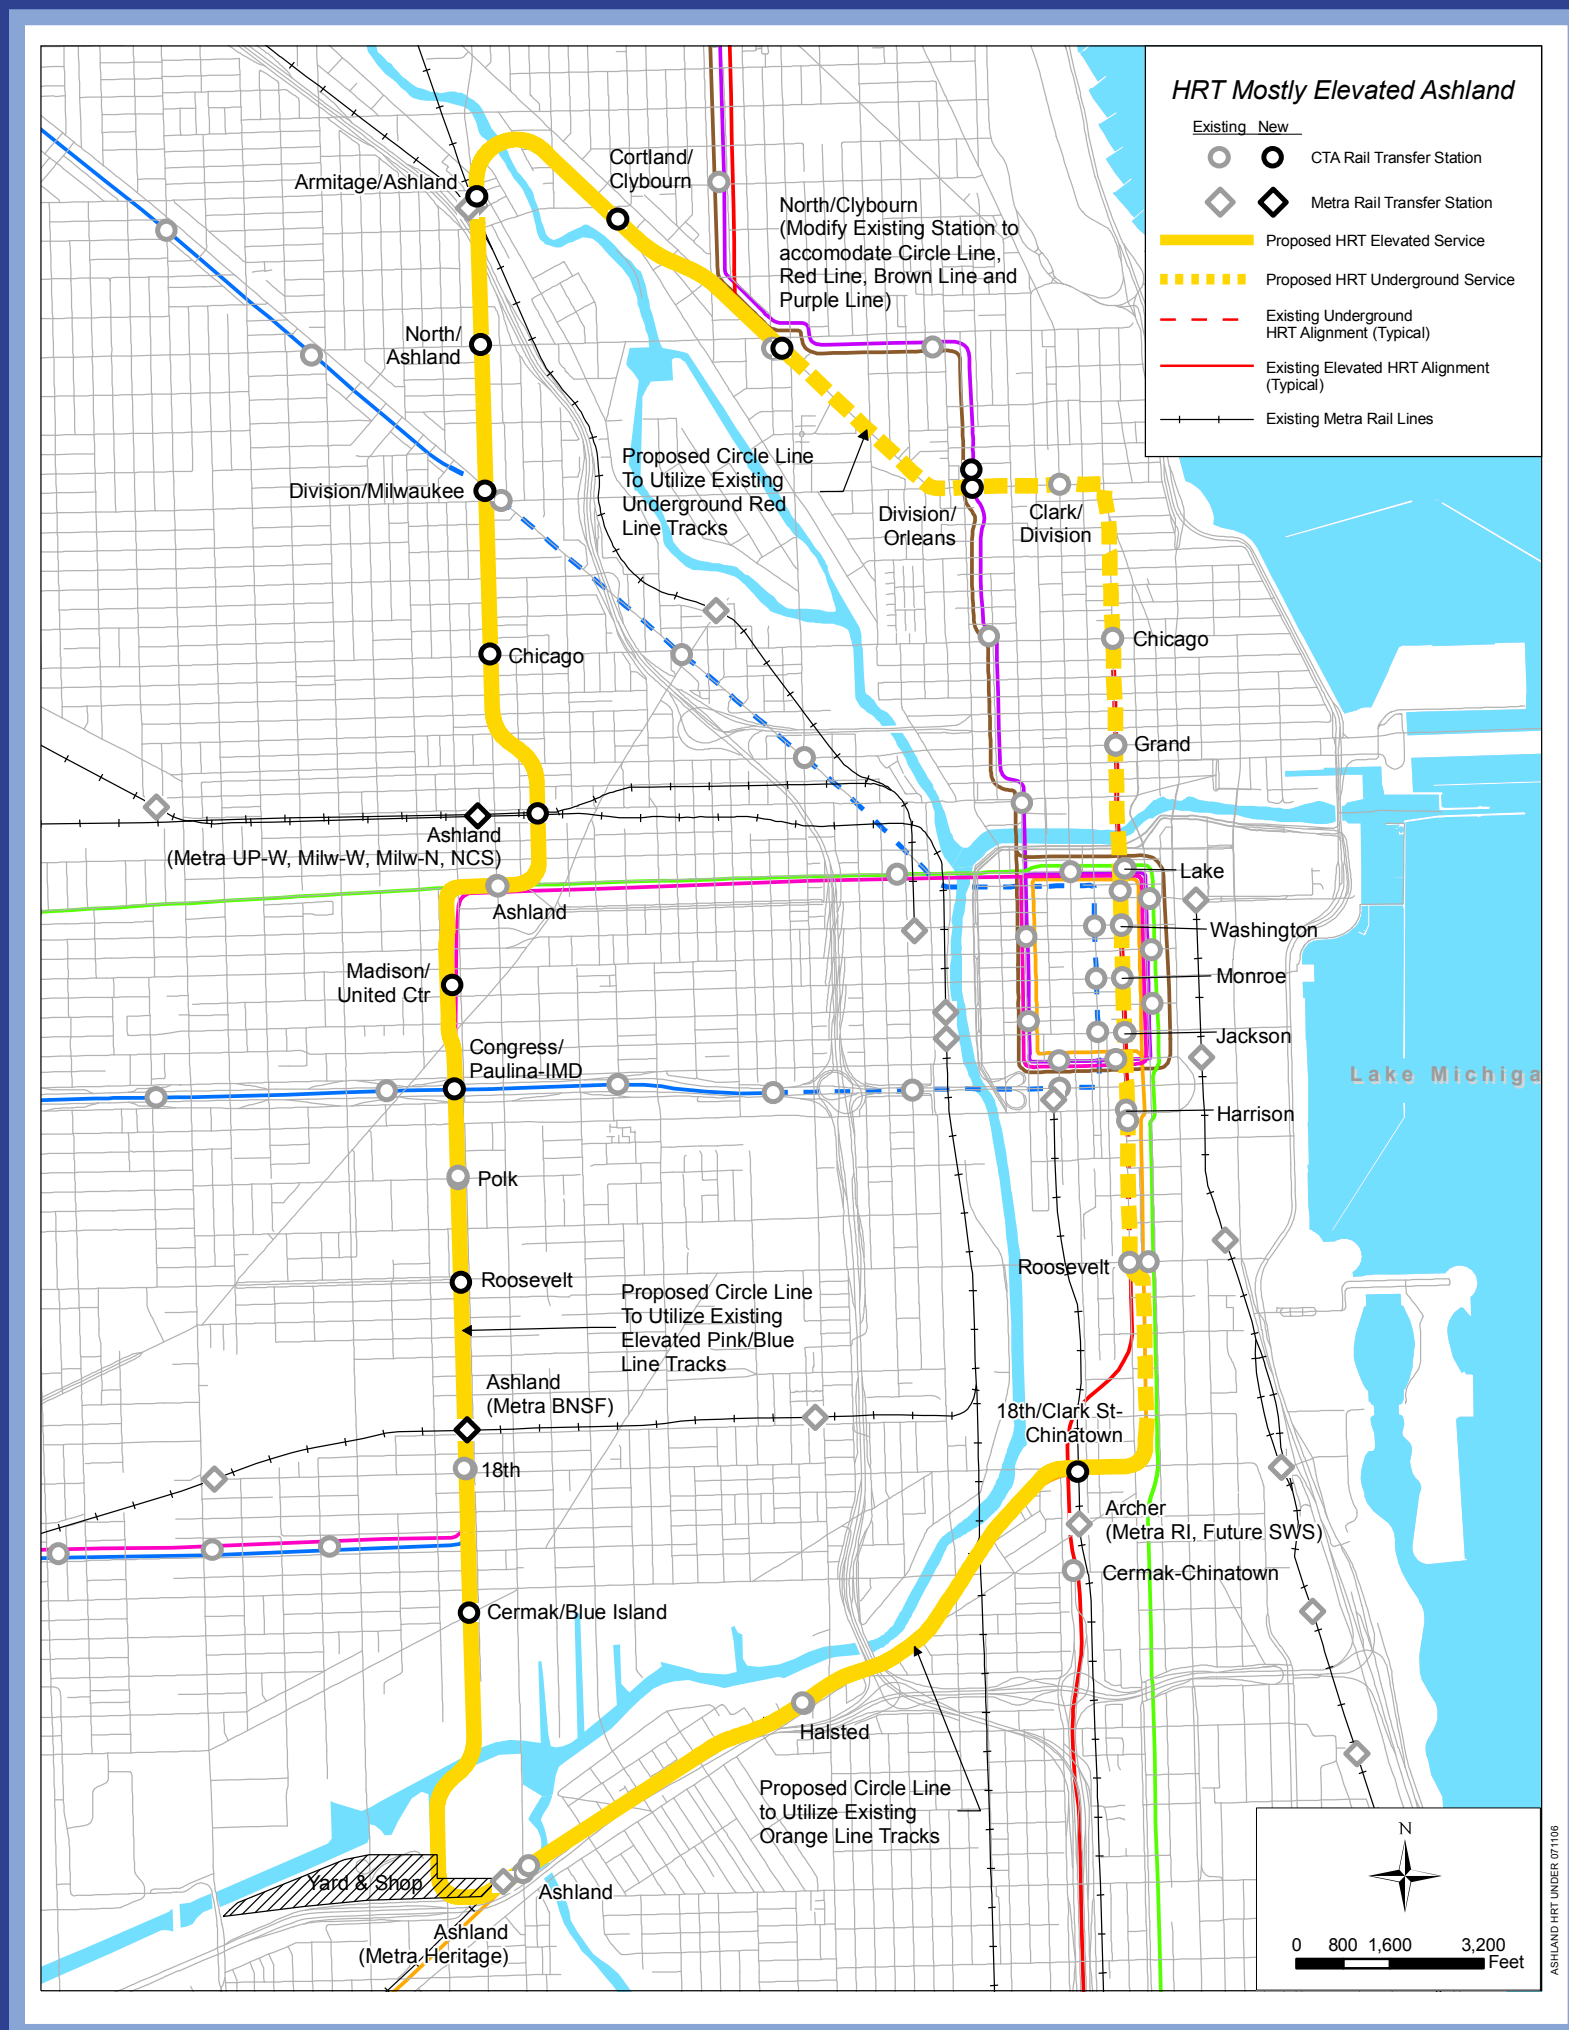 HRT Mostly Elevated Ashland
Existing New
CTA Rail Transfer Station
Metra Rail Transfer Station
Proposed HRT Elevated Service
Proposed HRT Underground Service
Existing Underground
HRT Alignment (Typical)
Existing Elevated HRT Alignment
(Typical)
Existing Metra Rail Lines
Cortland/
Clybourn
Armitage/Ashland
North/Clybourn
(Modify Existing Station to
accomodate Circle Line,
Red Line, Brown Line and
Purple Line)
North/
Ashland
Proposed Circle Line
To Utilize Existing
Underground Red
Line Tracks
Division/Milwaukee
Division/
Orleans
Clark/
Division
Chicago
Chicago
Grand
Ashland
(Metra UP-W, Milw-W, Milw-N, NCS)
Lake
Ashland
Washington
Madison/
United Ctr
Monroe
Jackson
Congress/
Paulina-IMD
Lake Michiga
Harrison
Polk
Roosevelt
Roosevelt
Proposed Circle Line
To Utilize Existing
Elevated Pink/Blue
Line Tracks
Ashland
(Metra BNSF)
18th/Clark St-
Chinatown
18th
Archer
(Metra RI, Future SWS)
Cermak-Chinatown
Cermak/Blue Island
Halsted
Proposed Circle Line
to Utilize Existing
Orange Line Tracks
Yard & Shop
Ashland
Ashland
(Metra Heritage)
N
0 800 1,600 3,200
Feet
ASHLAND HRT UNDER 071106